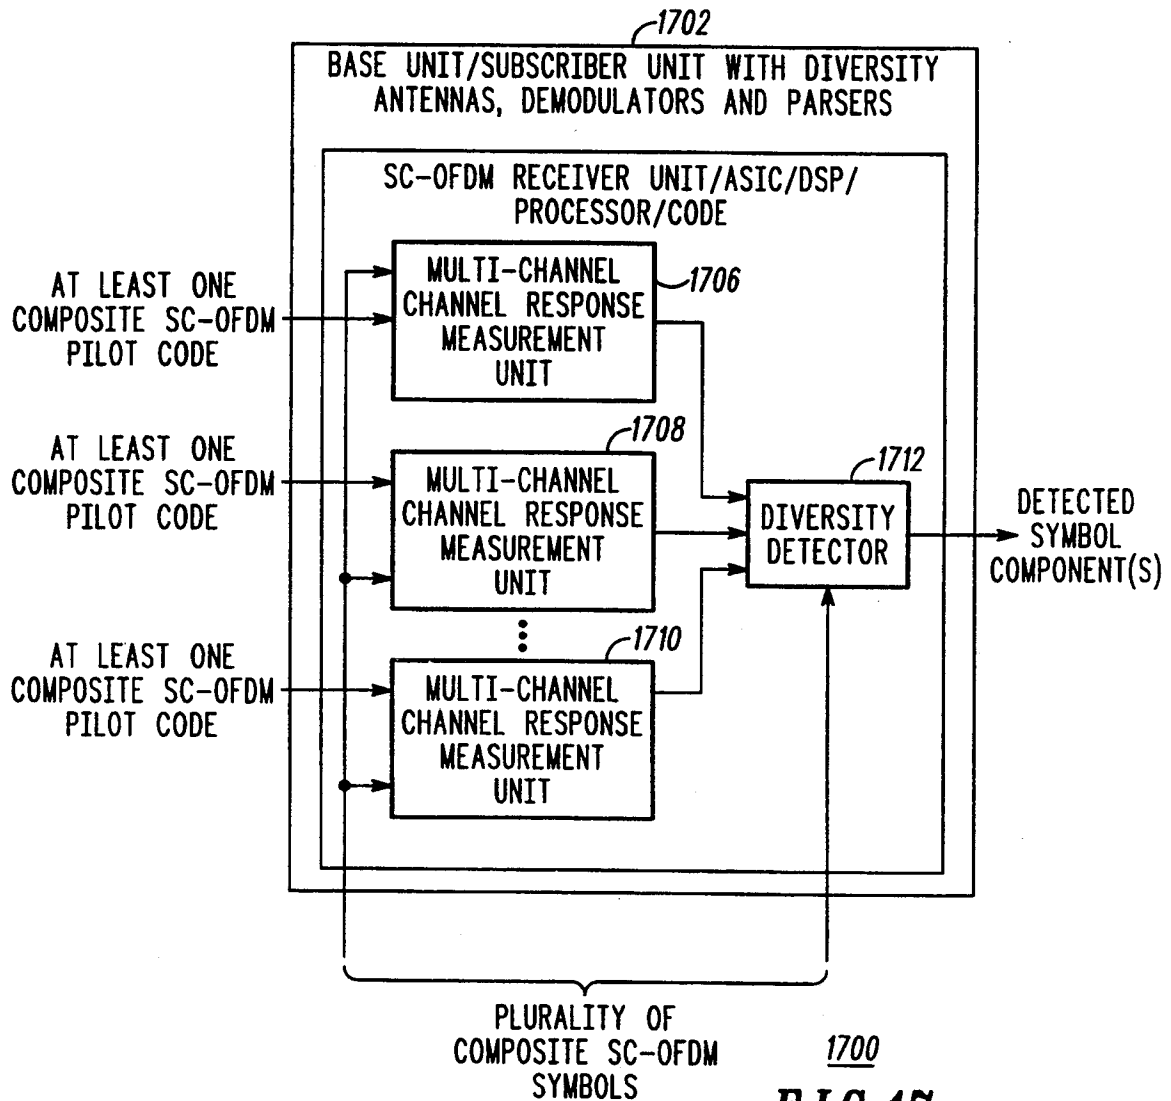 1702
BASE UNIT/SUBSCRIBER UNIT WITH DIVERSITY
ANTENNAS, DEMODULATORS AND PARSERS
SC-OFDM RECEIVER UNIT/ASIC/DSP/
PROCESSOR/CODE
AT LEAST ONE
COMPOSITE SC-OFDM
PILOT CODE
MULTI-CHANNEL
CHANNEL RESPONSE
MEASUREMENT
UNIT
1706
AT LEAST ONE
COMPOSITE SC-OFDM
PILOT CODE
1708
MULTI-CHANNEL
CHANNEL RESPONSE
MEASUREMENT
UNIT
1712
DIVERSITY
DETECTOR
DETECTED
SYMBOL
COMPONENT(S)
AT LEAST ONE
COMPOSITE SC-OFDM
PILOT CODE
1710
MULTI-CHANNEL
CHANNEL RESPONSE
MEASUREMENT
UNIT
PLURALITY OF
COMPOSITE SC-OFDM
SYMBOLS
1700